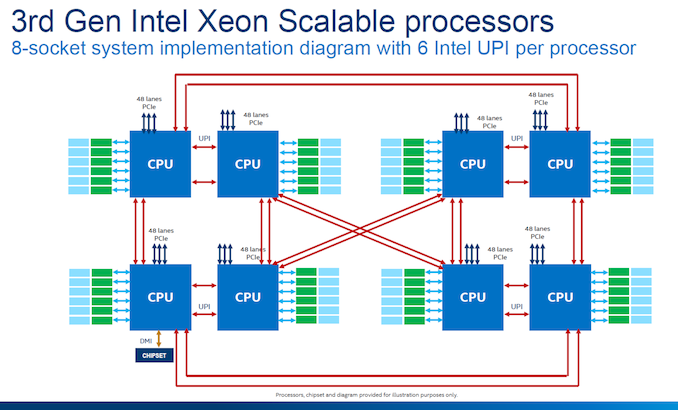 3rd Gen Intel Xeon Scalable processors
8-socket system implementation diagram with 6 Intel UPI per processor
48 lanes
PCIe
48 lanes
PCIe
48 lanes
PCIe
48 lanes
PCIe
UPI
UPI
CPU
CPU
CPU
CPU
48 lanes
PCIe
48 lanes
PCIe
48 lanes
PCIe
48 lanes
PCIe
CPU
UPI
CPU
CPU
UPI
CPU
DMI
CHIPSET
Processors, chipset and diagram provided for illustration purposes only.